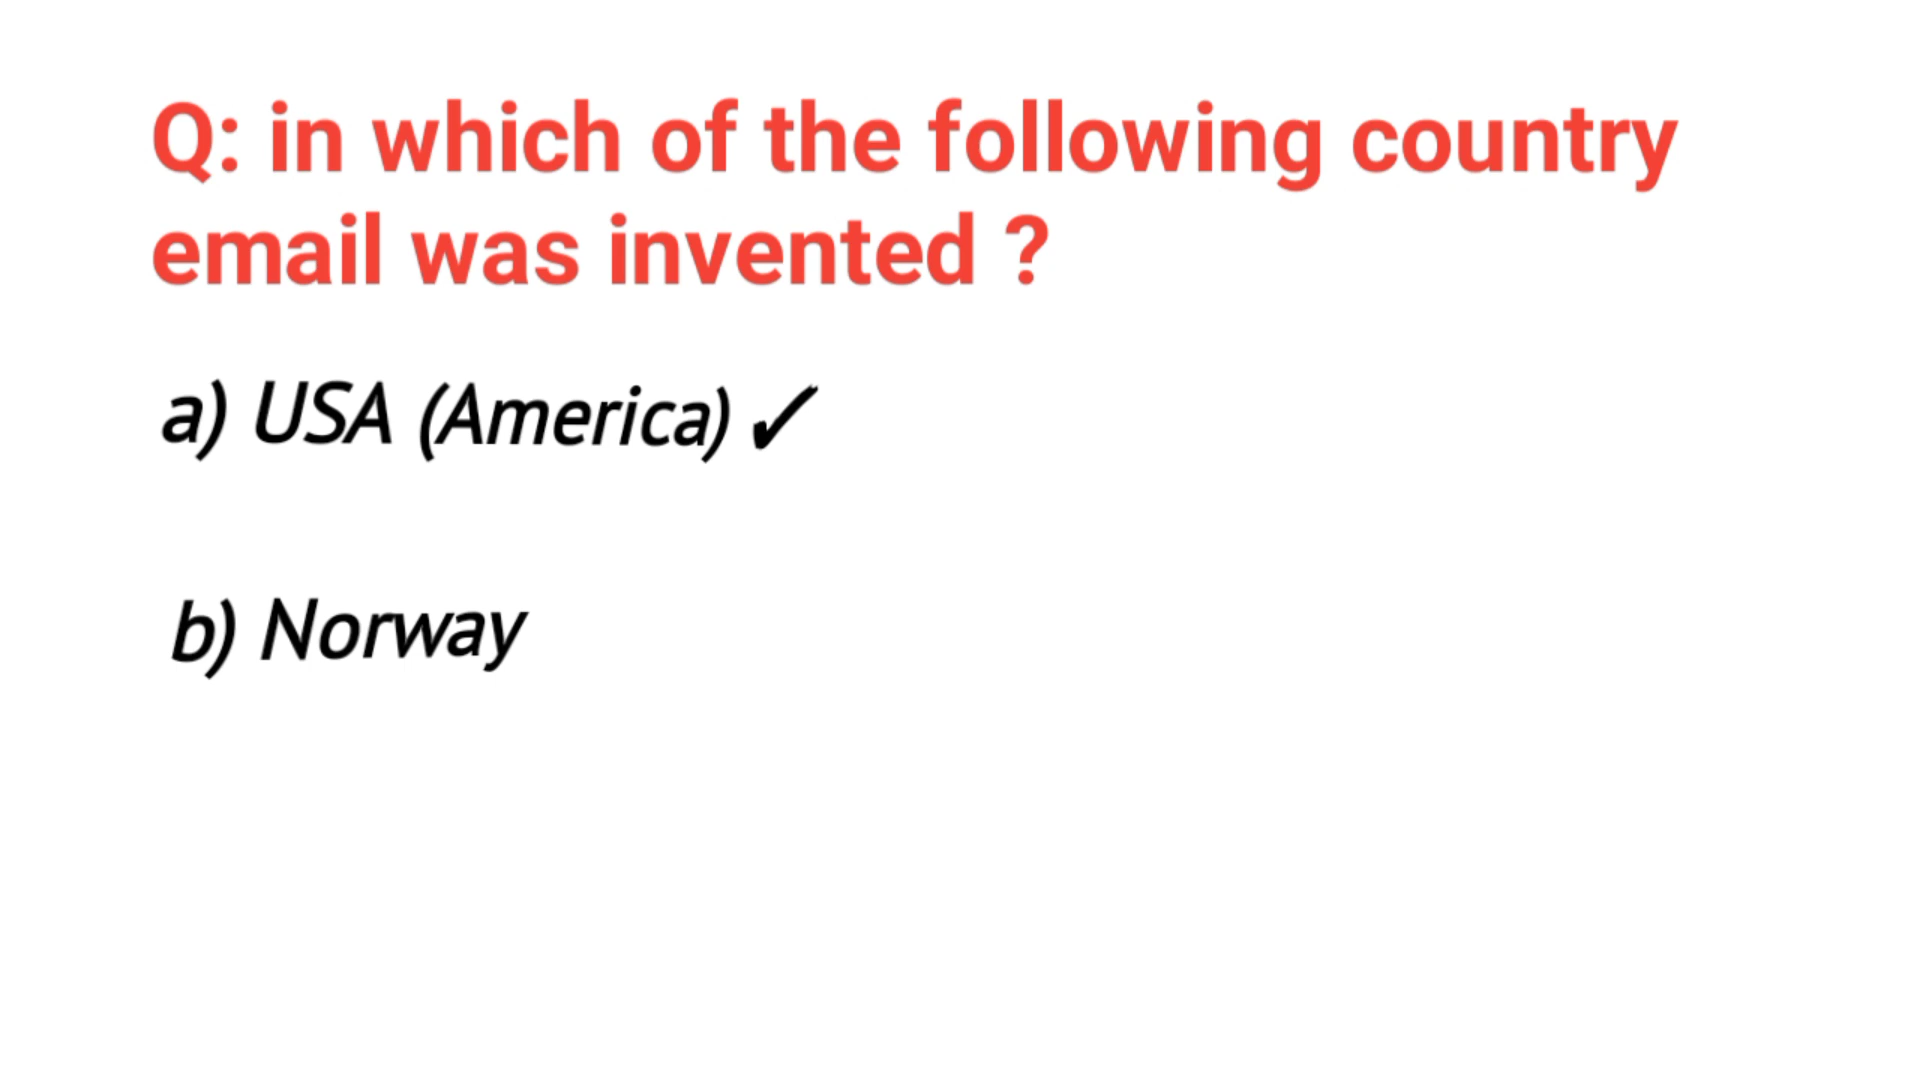 Q: in which of the following country
email was invented ?
a) USA (America) ✓
b) Norway